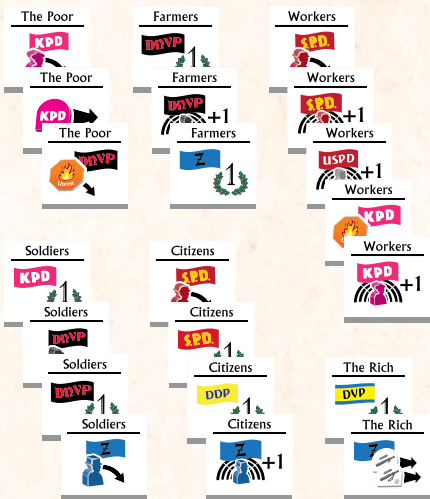 The Poor
KPD
The Poor
KPD
The Poor
DNVP
Unrest
Farmers
DNVP
1
Farmers
DNVP
+1
Farmers
Z
1
Workers
S.P.D.
Workers
S.P.D.
+1
Workers
USPD
+1
Workers
KPD
Workers
KPD
+1
Soldiers
KPD
1
Soldiers
DNVP
Soldiers
DNVP
1
Soldiers
Z
Citizens
S.P.D.
Citizens
S.P.D.
1
Citizens
DDP
1
Citizens
Z
+1
The Rich
DVP
1
The Rich
Z